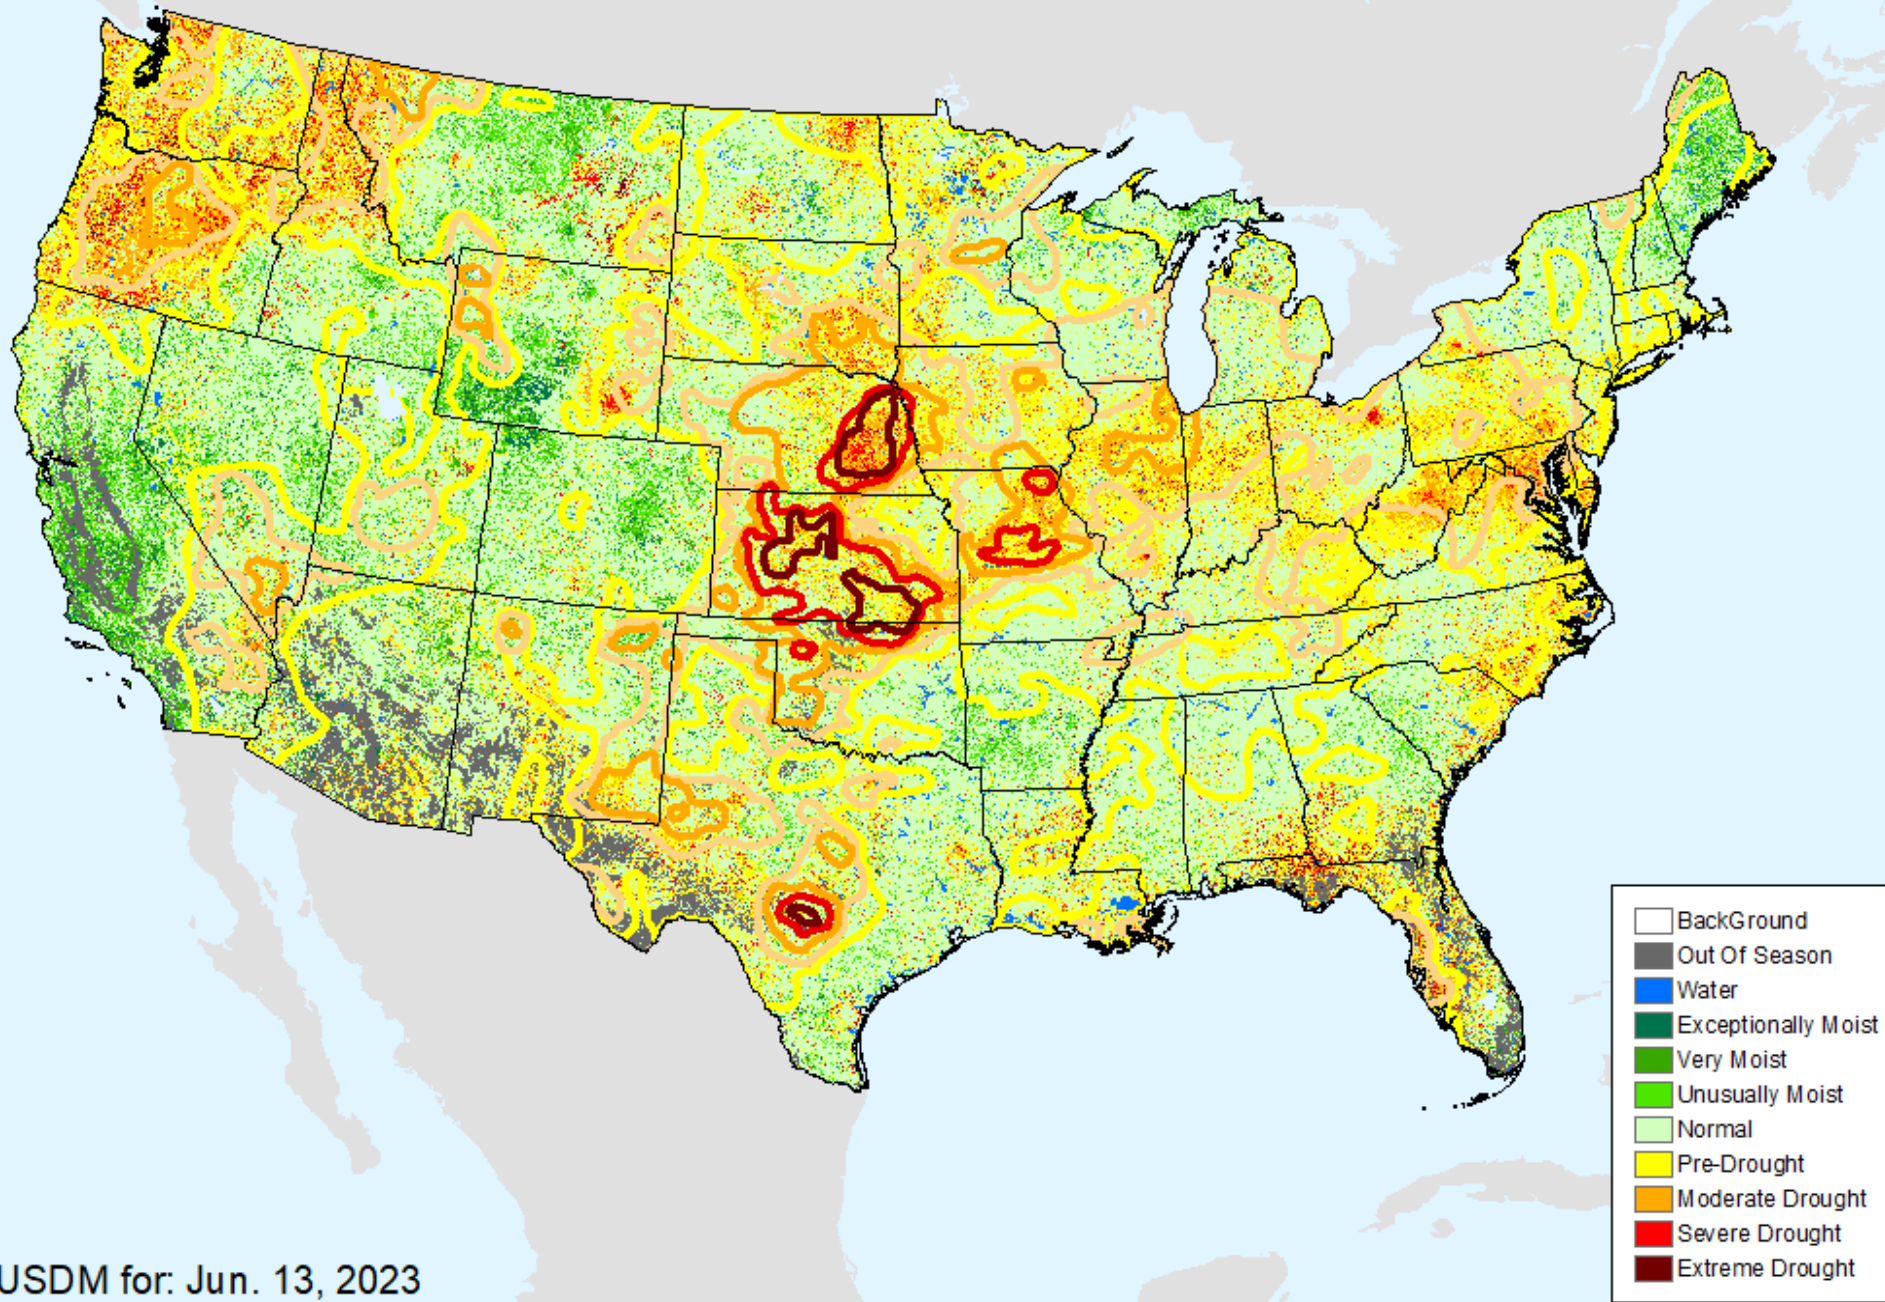 BackGround
Out Of Season
Water
Exceptionally Moist
Very Moist
Unusually Moist
Normal
Pre-Drought
Moderate Drought
Severe Drought
Extreme Drought
USDM for: Jun. 13, 2023